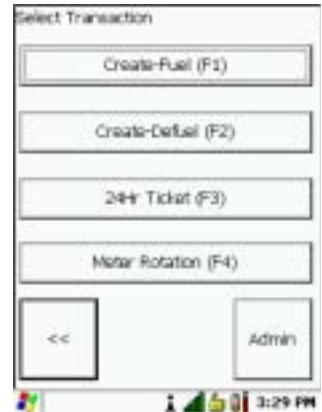 Select Transaction
Create-Fuel (F1)
Create-Defuel (F2)
24Hr Ticket (F3)
Meter Rotation (F4)
<< Admin
3:29 PM